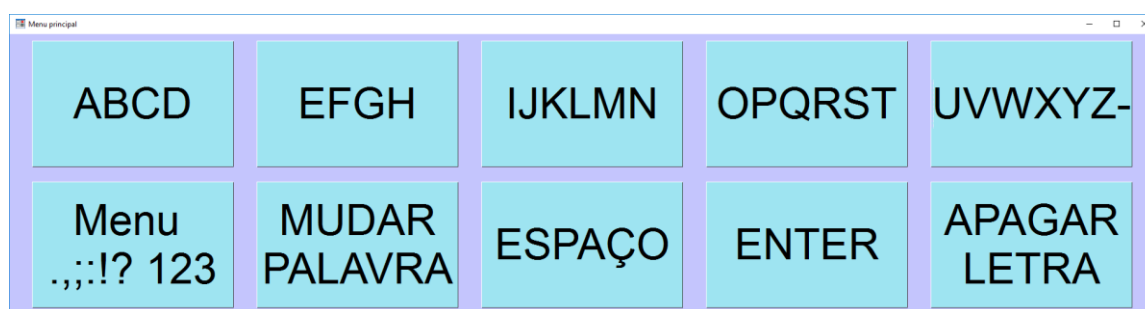 Menu principal
ABCD
EFGH
IJKLMN
OPQRST
UVWXYZ-
Menu
.,;:!? 123
MUDAR
PALAVRA
ESPAÇO
ENTER
APAGAR
LETRA